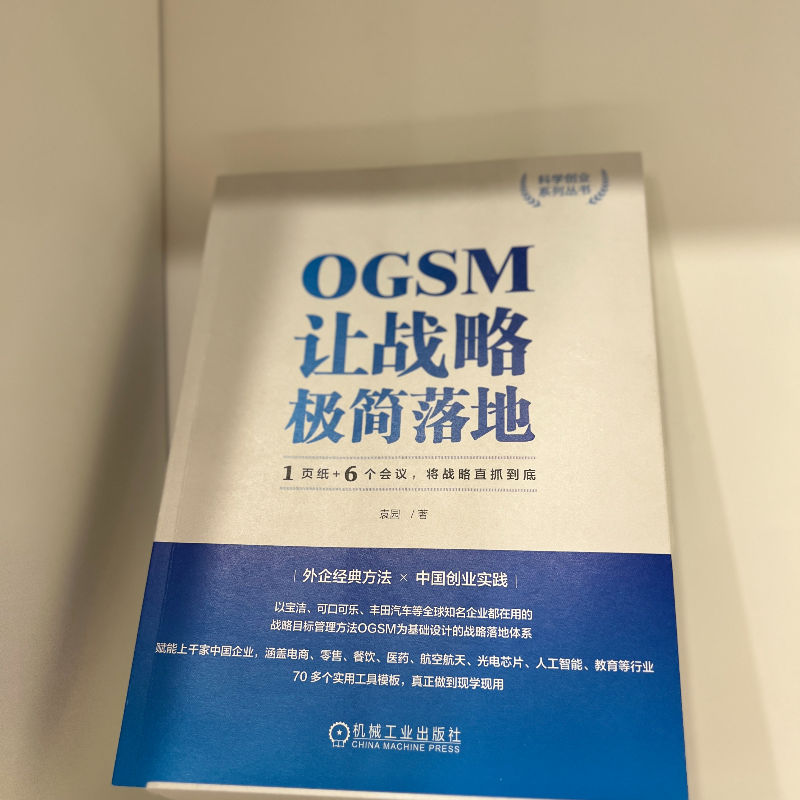 科学创业
系列丛书
OGSM
让战略
极简落地
1页纸+6个会议，将战略直抓到底
袁园 /著
外企经典方法 × 中国创业实践
以宝洁、可口可乐、丰田汽车等全球知名企业都在用的
战略目标管理方法OGSM为基础设计的战略落地体系
赋能上千家中国企业，涵盖电商、零售、餐饮、医药、航空航天、光电芯片、人工智能、教育等行业
70多个实用工具模板，真正做到现学现用
机械工业出版社
CHINA MACHINE PRESS